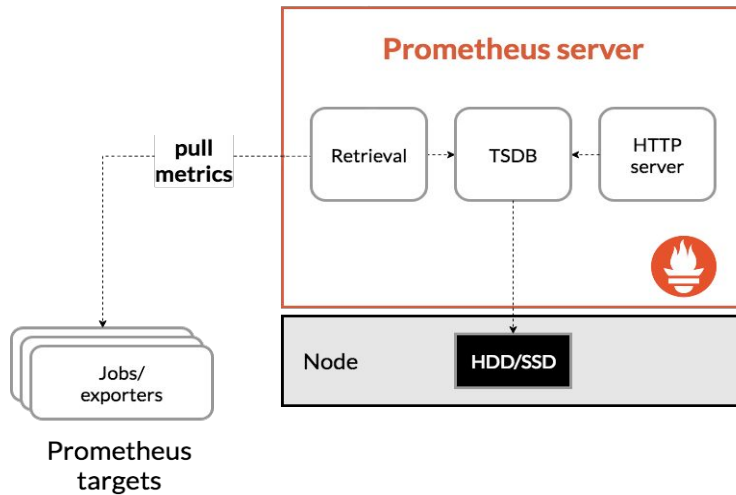 Prometheus server
pull
metrics
Retrieval
TSDB
HTTP
server
Node
HDD/SSD
Jobs/
exporters
Prometheus
targets